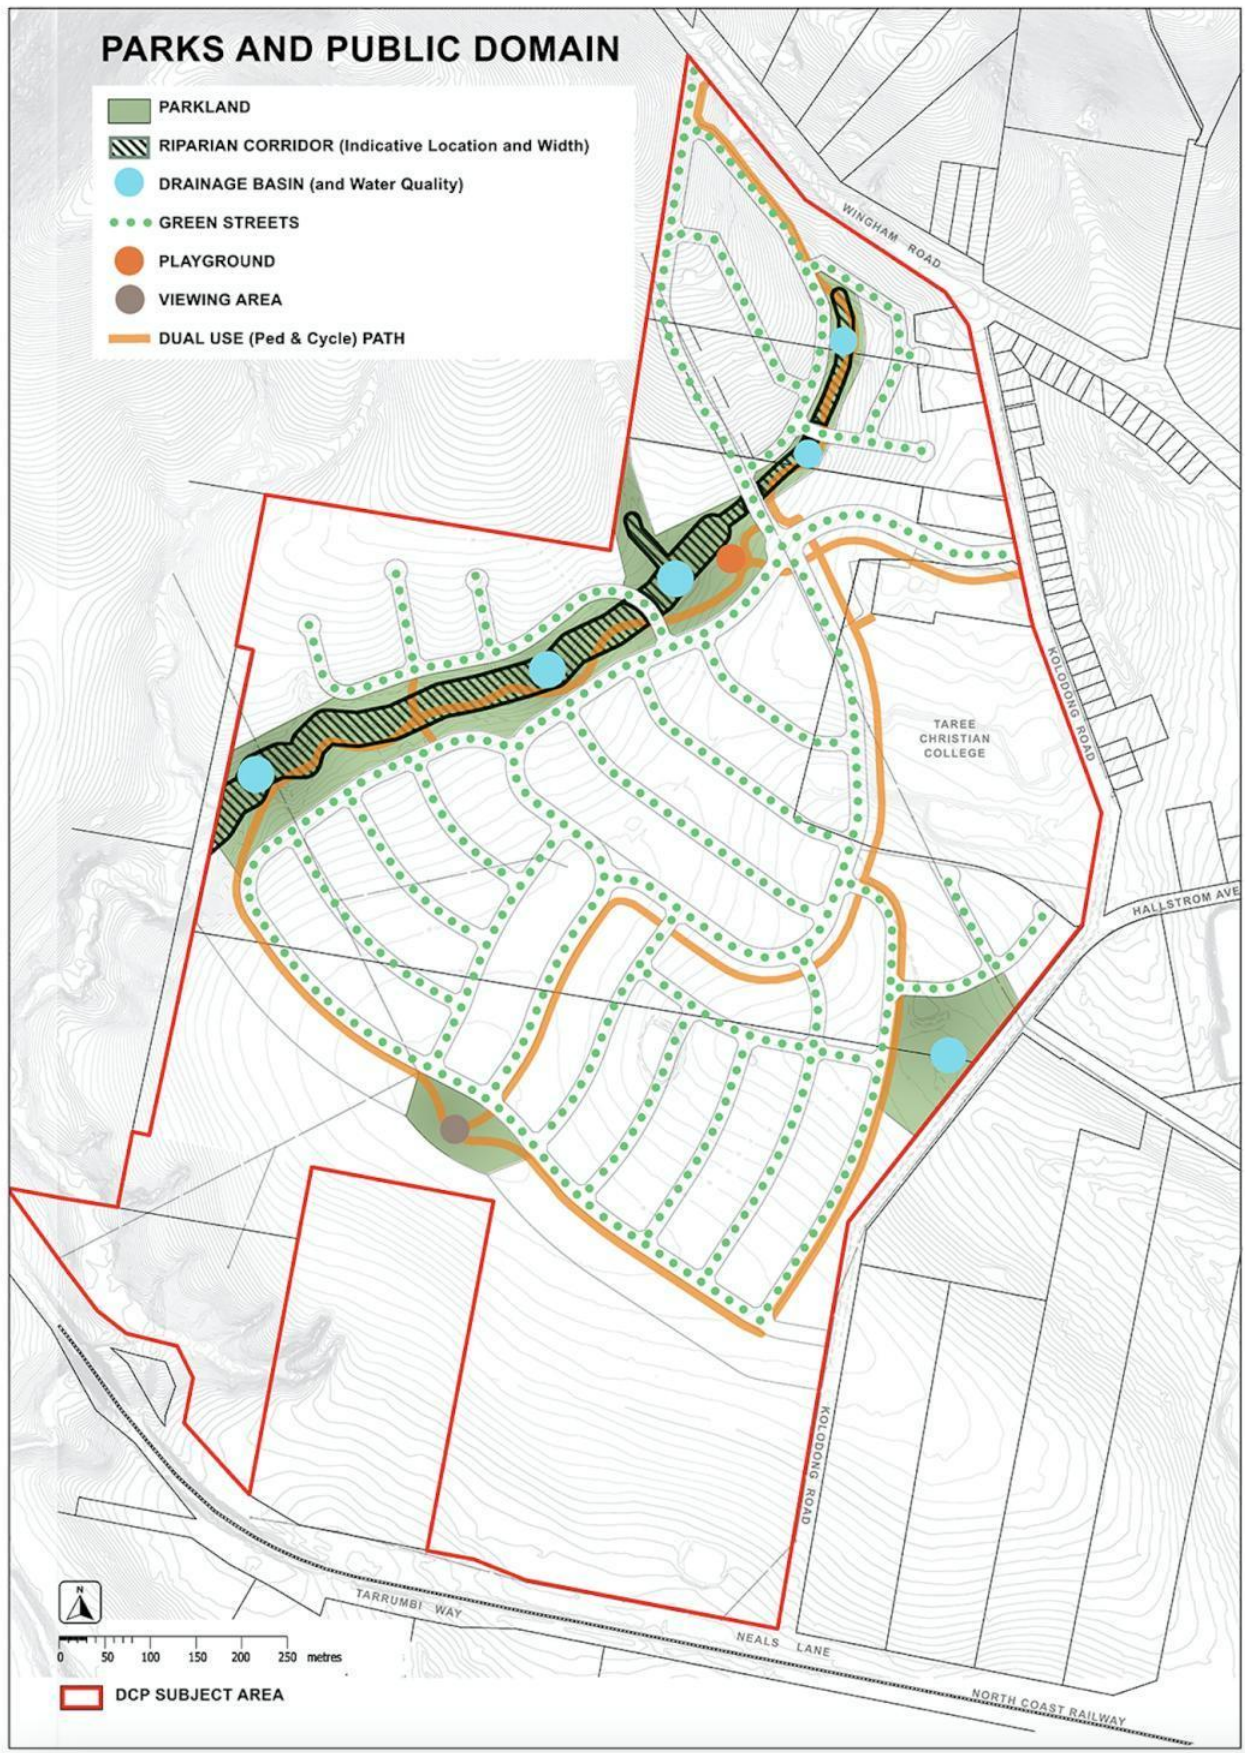 PARKS AND PUBLIC DOMAIN
PARKLAND
RIPARIAN CORRIDOR (Indicative Location and Width)
DRAINAGE BASIN (and Water Quality)
GREEN STREETS
PLAYGROUND
VIEWING AREA
DUAL USE (Ped & Cycle) PATH
WINGHAM ROAD
KOLODONG ROAD
TAREE
CHRISTIAN
COLLEGE
HALLSTROM AVE
KOLODONG ROAD
TARRUMBI WAY
NEALS LANE
NORTH COAST RAILWAY
N
0 50 100 150 200 250 metres
DCP SUBJECT AREA